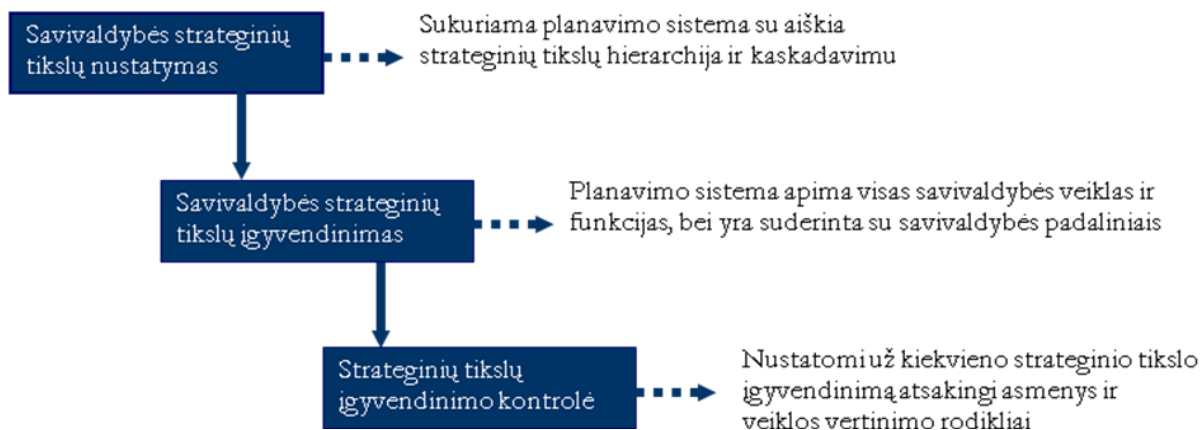 Savivaldybės strateginių
tikslų nustatymas
Sukuriama planavimo sistema su aiškia
strateginių tikslų hierarchija ir kaskadavimu
Savivaldybės strateginių
tikslų įgyvendinimas
Planavimo sistema apima visas savivaldybės veiklas ir
funkcijas, bei yra suderinta su savivaldybės padaliniais
Strateginių tikslų
įgyvendinimo kontrolė
Nustatomi už kiekvieno strateginio tikslo
įgyvendinimą atsakingi asmenys ir
veiklos vertinimo rodikliai